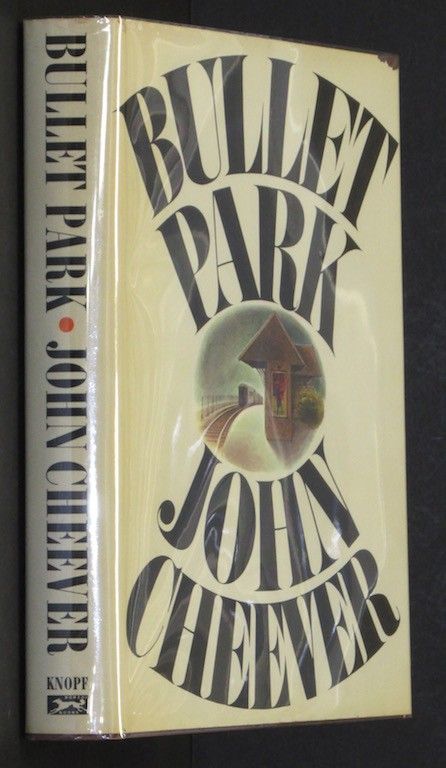 BULLET PARK • JOHN CHEEVER
KNOPF
BULLET
PARK
JOHN
CHEEVER